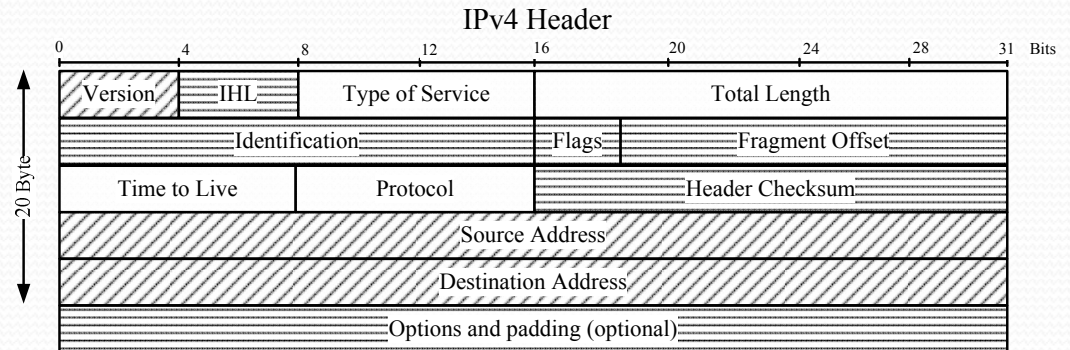 IPv4 Header
0 4 8 12 16 20 24 28 31 Bits
Version IHL Type of Service Total Length
Identification Flags Fragment Offset
Time to Live Protocol Header Checksum
Source Address
Destination Address
Options and padding (optional)
20 Byte